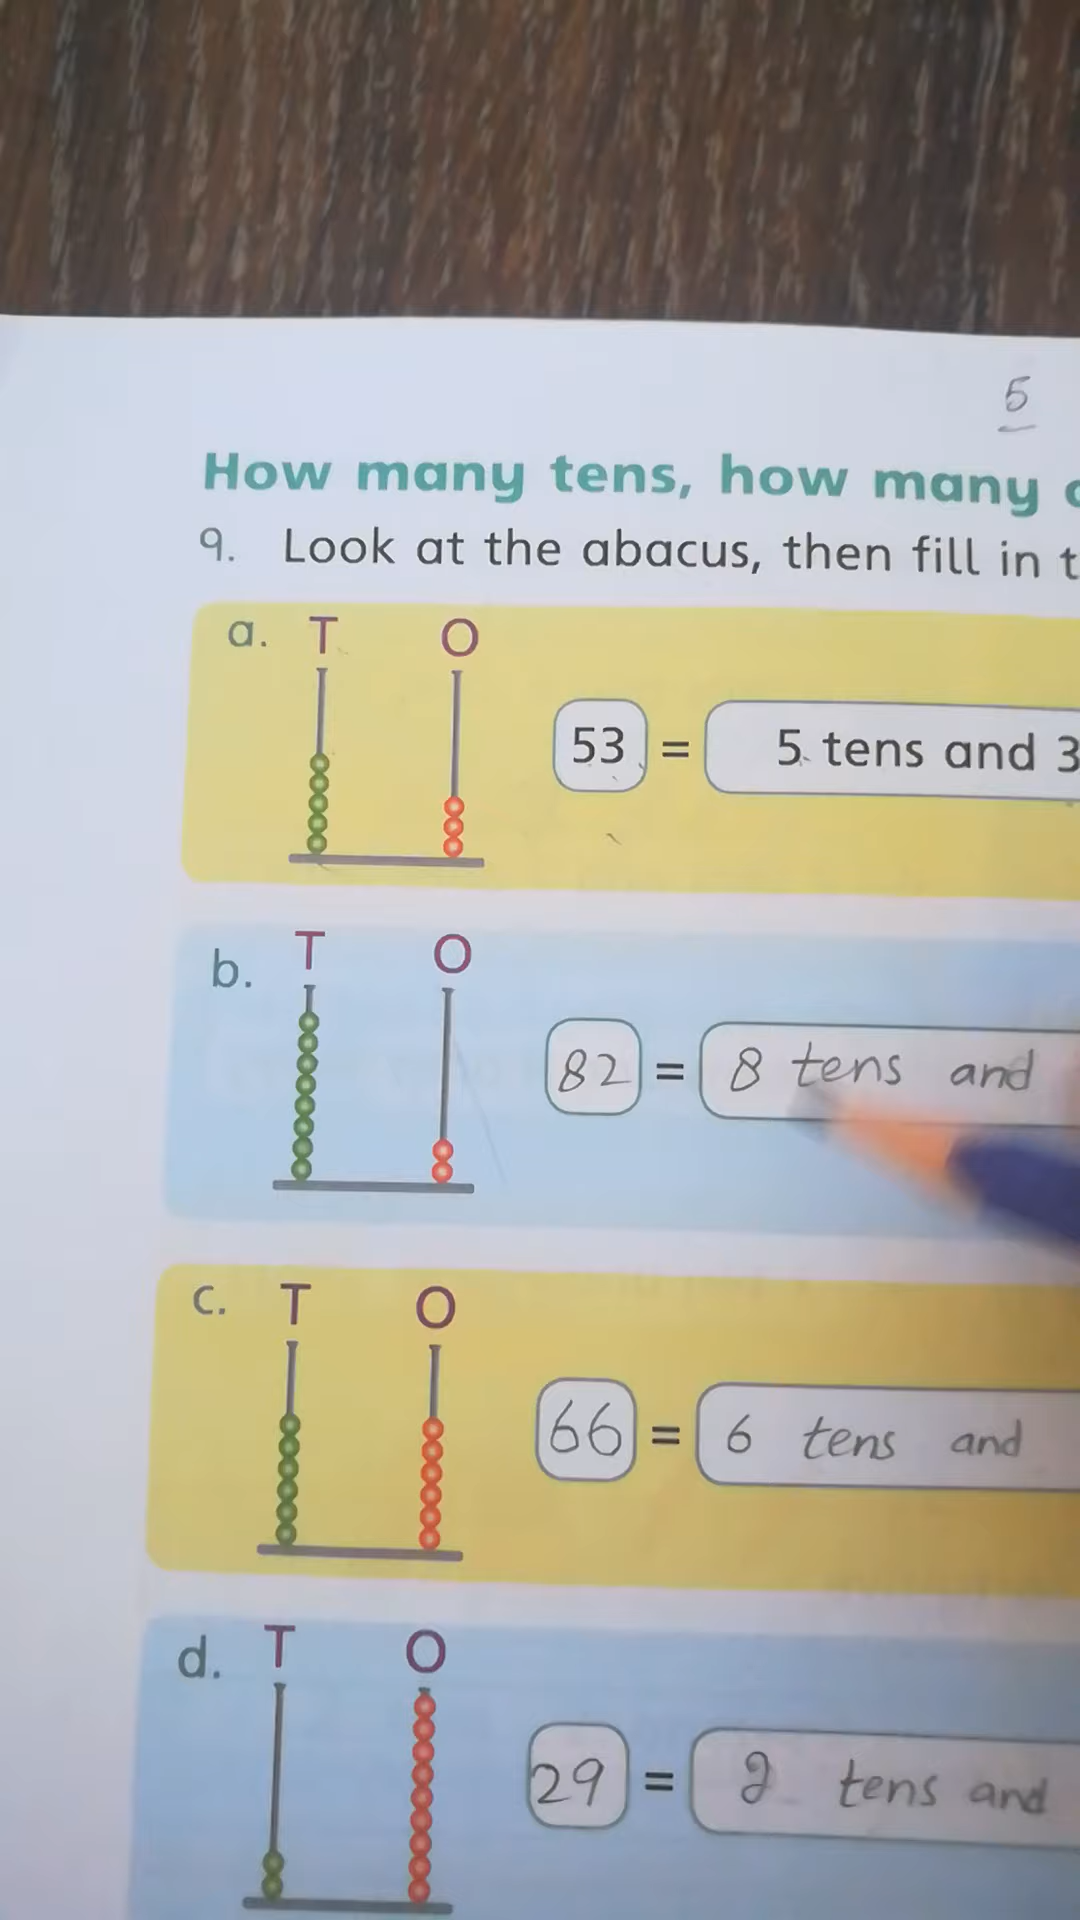 5
How many tens, how many
9. Look at the abacus, then fill in t
a. T O
53 = 5 tens and 3
b. T O
82 = 8 tens and
c. T O
66 = 6 tens and
d. T O
29 = 2 tens and